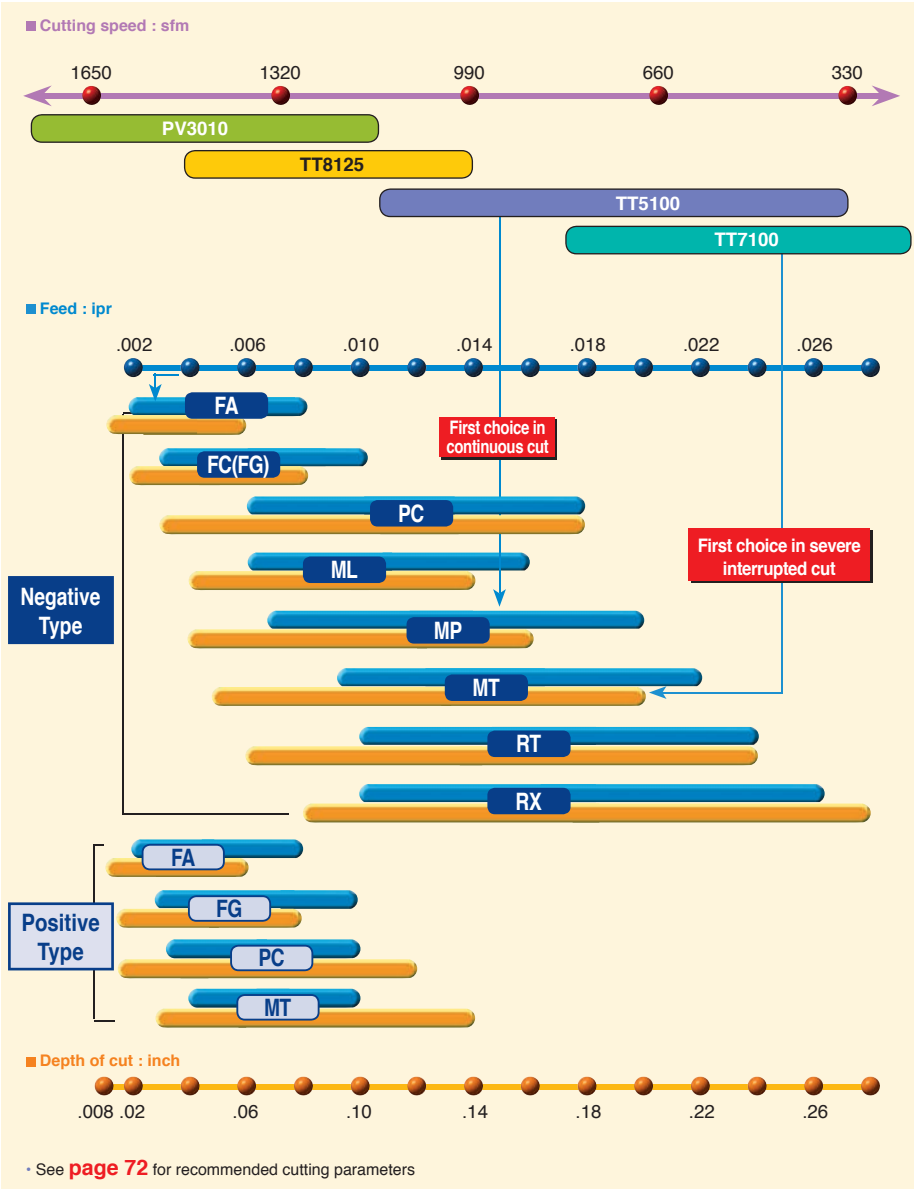 Cutting speed : sfm
1650 1320 990 660 330
PV3010
TT8125
TT5100
TT7100
Feed : ipr
.002 .006 .010 .014 .018 .022 .026
FA
First choice in
continuous cut
FC(FG)
PC
First choice in severe
interrupted cut
ML
Negative
Type
MP
MT
RT
RX
FA
Positive
Type
FG
PC
MT
Depth of cut : inch
.008 .02 .06 .10 .14 .18 .22 .26
• See page 72 for recommended cutting parameters